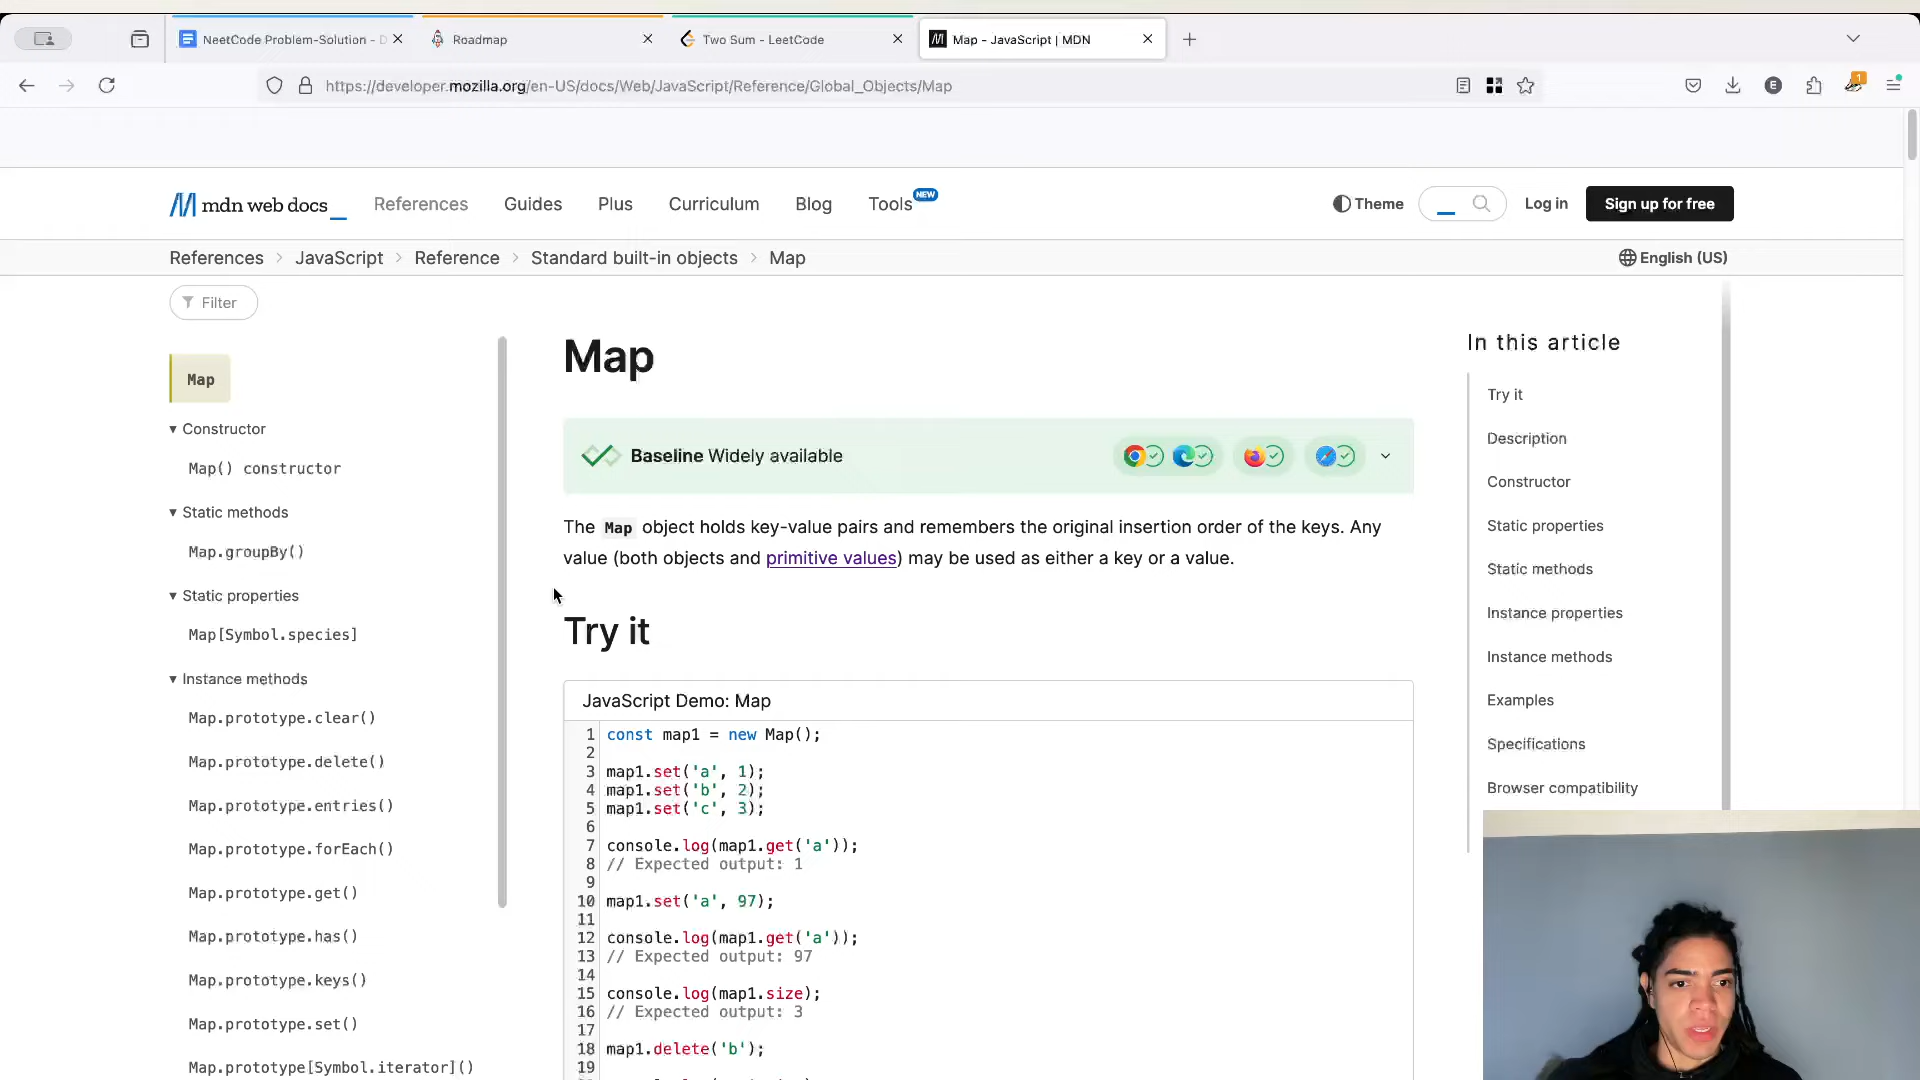 NeetCode Problem-Solution - D
Roadmap
Two Sum - LeetCode
Map - JavaScript | MDN
https://developer.mozilla.org/en-US/docs/Web/JavaScript/Reference/Global_Objects/Map
E
1
mdn web docs_
References
Guides
Plus
Curriculum
Blog
Tools NEW
Theme
Log in
Sign up for free
References > JavaScript > Reference > Standard built-in objects > Map
English (US)
Filter
Map
▾ Constructor
Map() constructor
▾ Static methods
Map.groupBy()
▾ Static properties
Map[Symbol.species]
▾ Instance methods
Map.prototype.clear()
Map.prototype.delete()
Map.prototype.entries()
Map.prototype.forEach()
Map.prototype.get()
Map.prototype.has()
Map.prototype.keys()
Map.prototype.set()
Map.prototype[Symbol.iterator]()
Map
Baseline Widely available
The Map object holds key-value pairs and remembers the original insertion order of the keys. Any
value (both objects and primitive values) may be used as either a key or a value.
Try it
JavaScript Demo: Map
1 const map1 = new Map();
2
3 map1.set('a', 1);
4 map1.set('b', 2);
5 map1.set('c', 3);
6
7 console.log(map1.get('a'));
8 // Expected output: 1
9
10 map1.set('a', 97);
11
12 console.log(map1.get('a'));
13 // Expected output: 97
14
15 console.log(map1.size);
16 // Expected output: 3
17
18 map1.delete('b');
19
In this article
Try it
Description
Constructor
Static properties
Static methods
Instance properties
Instance methods
Examples
Specifications
Browser compatibility